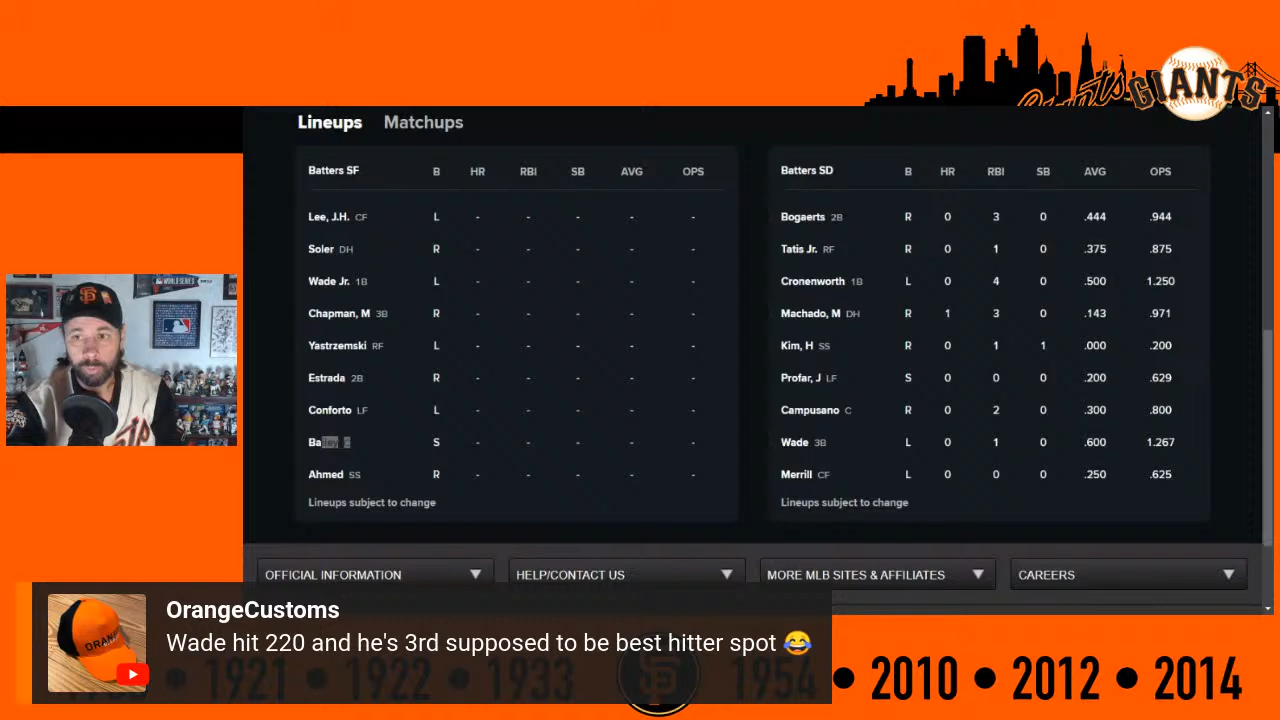 Giants
GIANTS
Lineups Matchups
Batters SF B HR RBI SB AVG OPS
Lee, J.H. CF L - - - - -
Soler DH R - - - - -
Wade Jr. 1B L - - - - -
Chapman, M 3B R - - - - -
Yastrzemski RF L - - - - -
Estrada 2B R - - - - -
Conforto LF L - - - - -
Bailey C S - - - - -
Ahmed SS R - - - - -
Lineups subject to change
Batters SD B HR RBI SB AVG OPS
Bogaerts 2B R 0 3 0 .444 .944
Tatis Jr. RF R 0 1 0 .375 .875
Cronenworth 1B L 0 4 0 .500 1.250
Machado, M DH R 1 3 0 .143 .971
Kim, H SS R 0 1 1 .000 .200
Profar, J LF S 0 0 0 .200 .629
Campusano C R 0 2 0 .300 .800
Wade 3B L 0 1 0 .600 1.267
Merrill CF L 0 0 0 .250 .625
Lineups subject to change
OFFICIAL INFORMATION ▼
HELP/CONTACT US ▼
MORE MLB SITES & AFFILIATES ▼
CAREERS ▼
OrangeCustoms
Wade hit 220 and he's 3rd supposed to be best hitter spot 😂
• 1921 • 1922 • 1933 SF 1954 • 2010 • 2012 • 2014